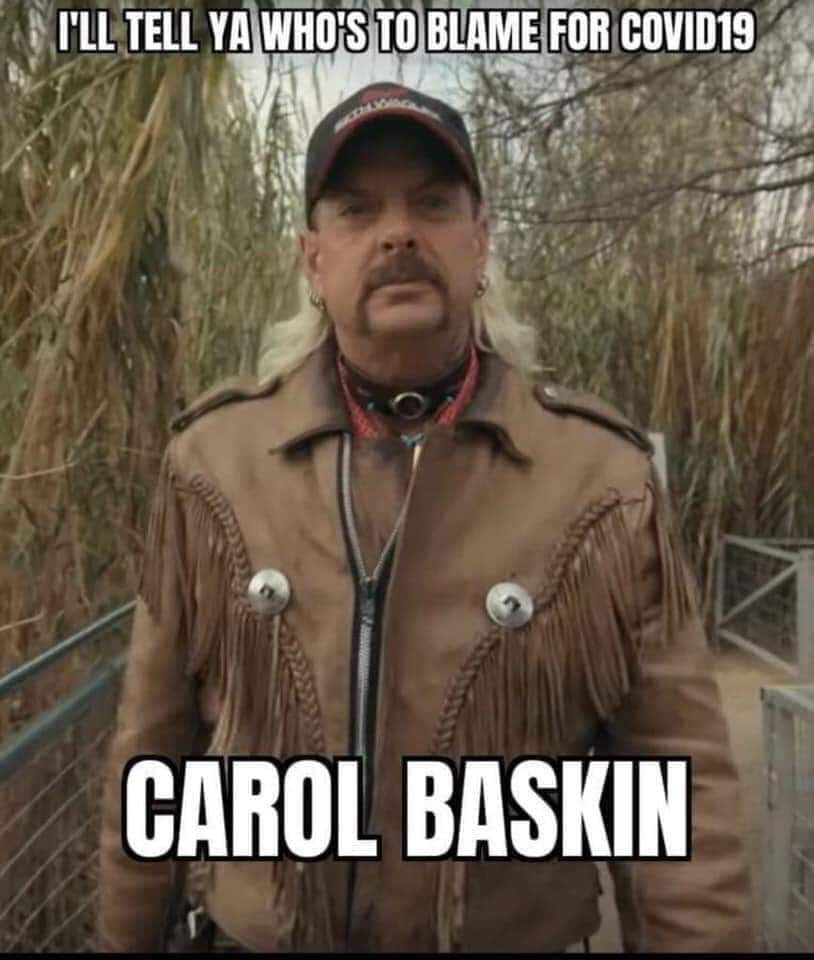 I'LL TELL YA WHO'S TO BLAME FOR COVID19
CAROL BASKIN